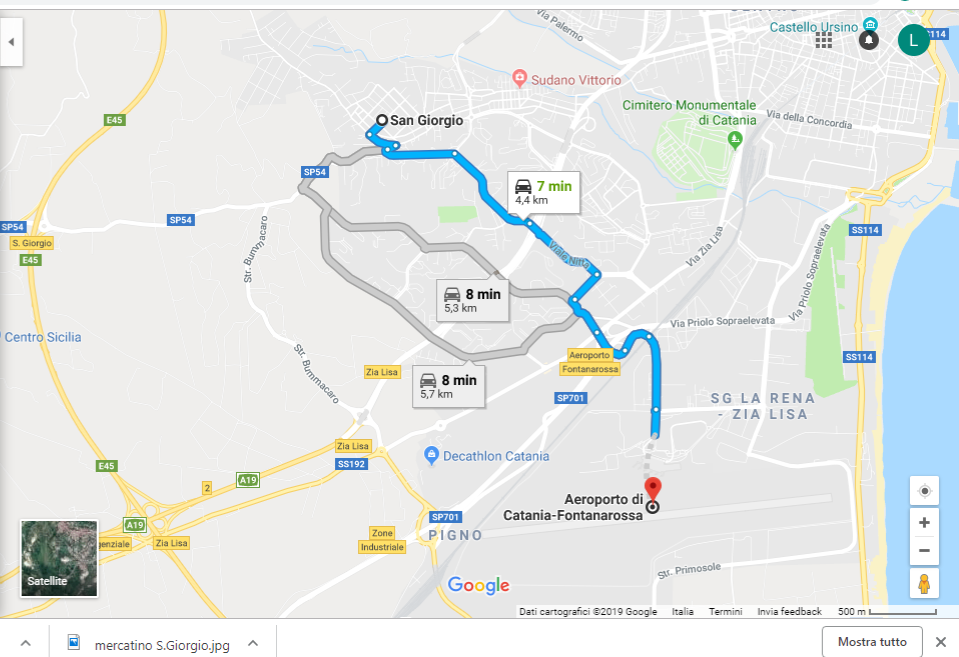 CENTRO
Via Palermo
Castello Ursino
L
114
Sudano Vittorio
Cimitero Monumentale
di Catania
Via della Concordia
E45
San Giorgio
SP54
7 min
4,4 km
SP54
SP54
S. Giorgio
E45
Str. Bummacaro
SS114
Via Zia Lisa
Via Priolo Sopraelevata
8 min
5,3 km
Via Priolo Sopraelevata
Centro Sicilia
Aeroporto
Fontanarossa
SS114
Str. Bummacaro
Zia Lisa
8 min
5,7 km
SP701
SG LA RENA
- ZIA LISA
Zia Lisa
SS192
Decathlon Catania
E45
A19
2
Aeroporto di
Catania-Fontanarossa
A19
SP701
genziale
Zia Lisa
Zone
Industriale
PIGNO
Satellite
Str. Primosole
Google
Dati cartografici ©2019 Google Italia Termini Invia feedback 500 m
mercatino S.Giorgio.jpg
Mostra tutto